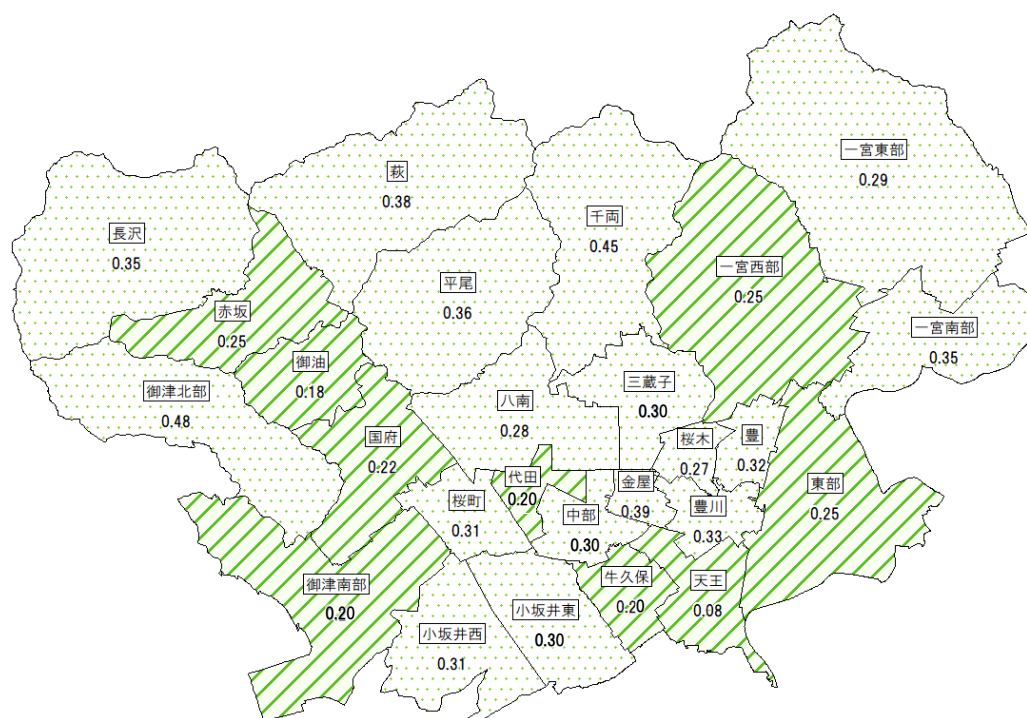 一宮東部
0.29
萩
0.38
千両
0.45
長沢
0.35
一宮西部
0.25
平尾
0.36
赤坂
0.25
一宮南部
0.35
御油
0.18
三蔵子
0.30
御津北部
0.48
八南
0.28
国府
0.22
桜木
0.27
豊
0.32
代田
0.20
金屋
0.39
東部
0.25
桜町
0.31
中部
0.30
豊川
0.33
御津南部
0.20
牛久保
0.20
天王
0.08
小坂井東
0.30
小坂井西
0.31